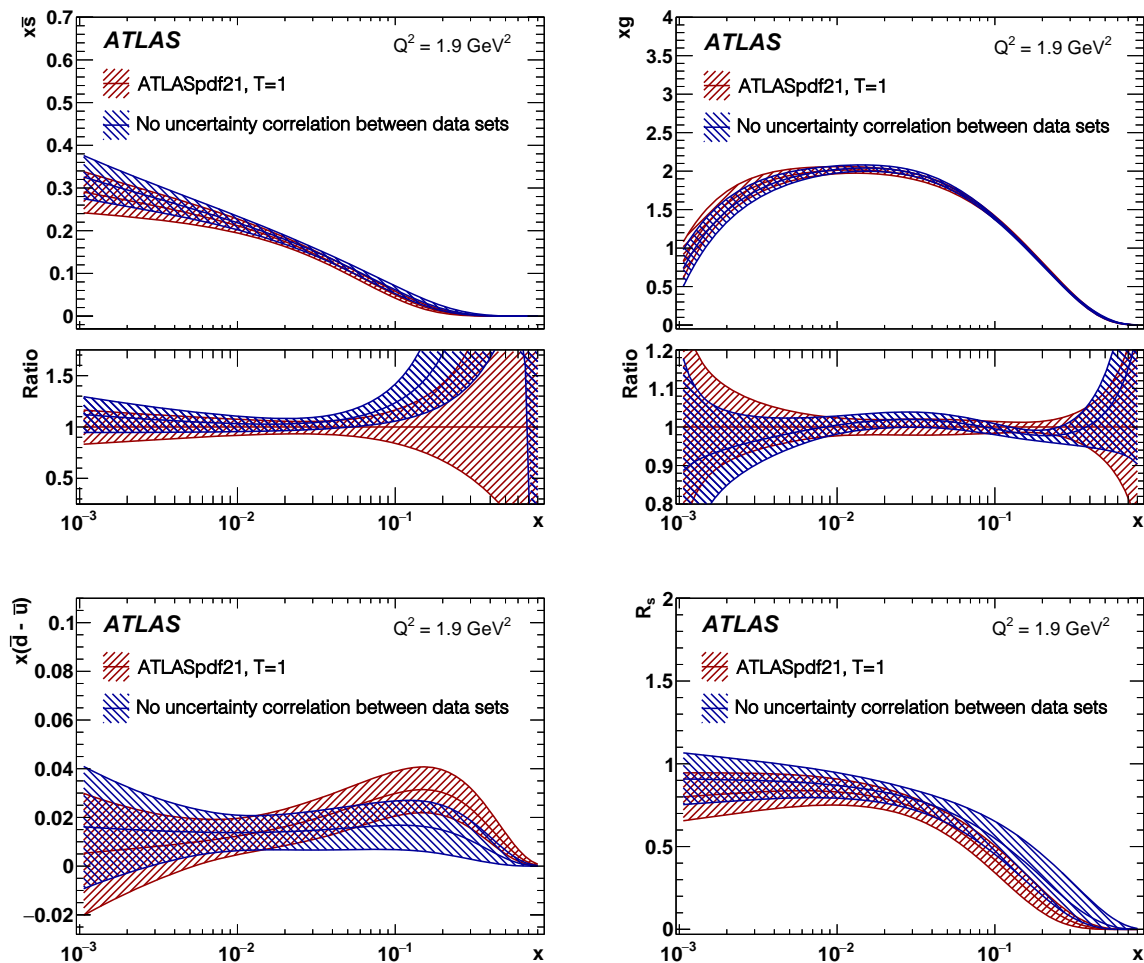 xs̅
0.7
0.6
0.5
0.4
0.3
0.2
0.1
0
ATLAS
Q² = 1.9 GeV²
ATLASpdf21, T=1
No uncertainty correlation between data sets
Ratio
1.5
1
0.5
10⁻³ 10⁻² 10⁻¹ x
xg
4
3.5
3
2.5
2
1.5
1
0.5
0
ATLAS
Q² = 1.9 GeV²
ATLASpdf21, T=1
No uncertainty correlation between data sets
Ratio
1.2
1.1
1
0.9
0.8
10⁻³ 10⁻² 10⁻¹ x
x(d̅ - u̅)
0.1
0.08
0.06
0.04
0.02
0
−0.02
ATLAS
Q² = 1.9 GeV²
ATLASpdf21, T=1
No uncertainty correlation between data sets
10⁻³ 10⁻² 10⁻¹ x
Rₛ
2
1.5
1
0.5
0
ATLAS
Q² = 1.9 GeV²
ATLASpdf21, T=1
No uncertainty correlation between data sets
10⁻³ 10⁻² 10⁻¹ x